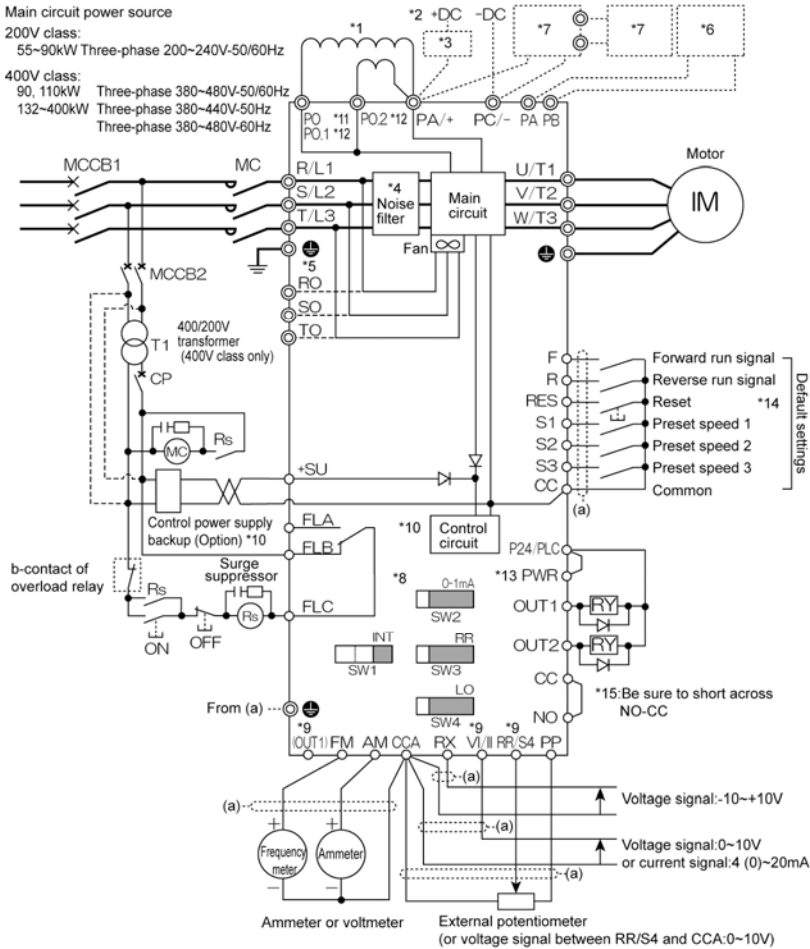 Main circuit power source
200V class:
55~90kW Three-phase 200~240V-50/60Hz
400V class:
90, 110kW Three-phase 380~480V-50/60Hz
132~400kW Three-phase 380~440V-50Hz
Three-phase 380~480V-60Hz
*1
*2 +DC -DC
*3
*7
*7
*6
PO *11 PO.2 *12 PA/+ PC/- PA PB
PO.1 *12
MCCB1
MC
R/L1
S/L2
T/L3
*4
Noise
filter
Main
circuit
Fan
U/T1
V/T2
W/T3
Motor
IM
*5
RO
SO
TO
MCCB2
T1
400/200V
transformer
(400V class only)
CP
MC
Rs
+SU
Control power supply
backup (Option) *10
FLA
FLB
FLC
*10
Control
circuit
F Forward run signal
R Reverse run signal
RES Reset *14
S1 Preset speed 1
S2 Preset speed 2
S3 Preset speed 3
CC Common
Default settings
(a)
P24/PLC
*13 PWR
OUT1 RY
OUT2 RY
CC
NO
*15:Be sure to short across
NO-CC
b-contact of
overload relay
Rs
ON
OFF
Surge
suppressor
Rs
*8
0-1mA
SW2
INT
SW1
RR
SW3
LO
SW4
From (a)
*9 *9 *9
(OUT1) FM AM CCA RX VI/II RR/S4 PP
(a)
(a)
(a)
(a)
+ +
Frequency
meter
Ammeter
- -
Voltage signal:-10~+10V
Voltage signal:0~10V
or current signal:4 (0)~20mA
Ammeter or voltmeter
External potentiometer
(or voltage signal between RR/S4 and CCA:0~10V)